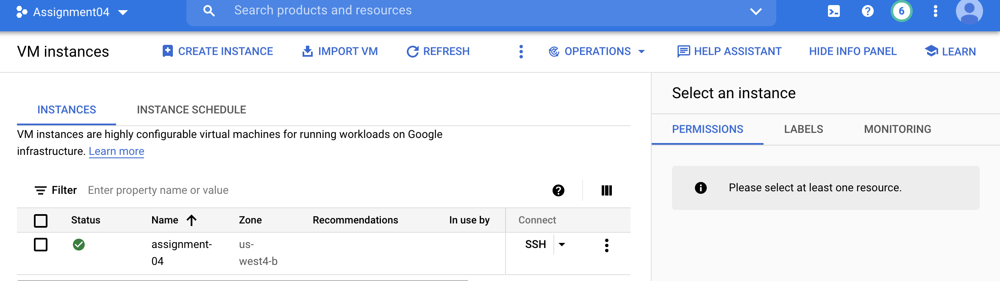 Assignment04
Search products and resources
6
VM instances
CREATE INSTANCE
IMPORT VM
REFRESH
OPERATIONS
HELP ASSISTANT
HIDE INFO PANEL
LEARN
INSTANCES
INSTANCE SCHEDULE
VM instances are highly configurable virtual machines for running workloads on Google
infrastructure. Learn more
Filter Enter property name or value
Status
Name
Zone
Recommendations
In use by
Connect
assignment-
04
us-
west4-b
SSH
Select an instance
PERMISSIONS
LABELS
MONITORING
Please select at least one resource.